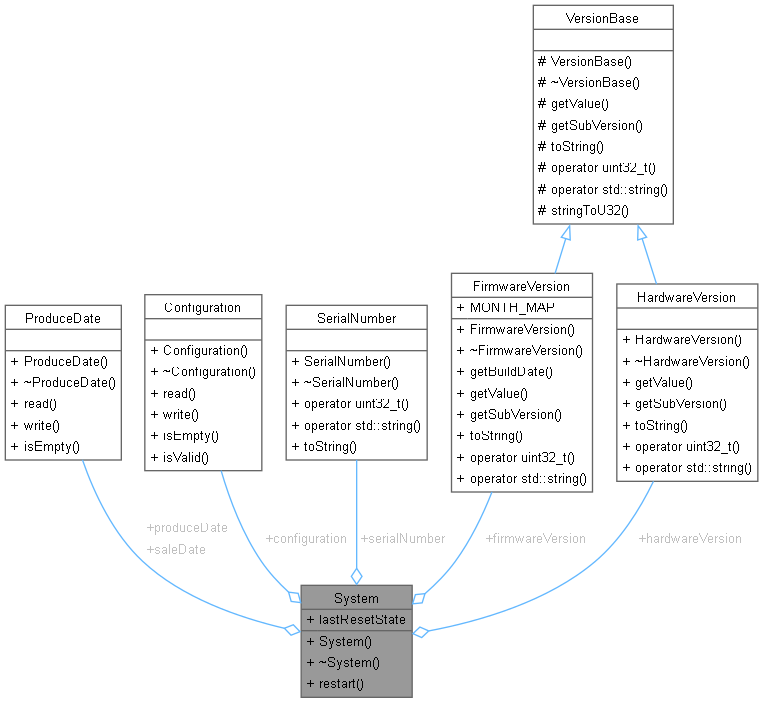 VersionBase
# VersionBase()
# ~VersionBase()
# getValue()
# getSubVersion()
# toString()
# operator uint32_t()
# operator std::string()
# stringToU32()
ProduceDate
+ ProduceDate()
+ ~ProduceDate()
+ read()
+ write()
+ isEmpty()
Configuration
+ Configuration()
+ ~Configuration()
+ read()
+ write()
+ isEmpty()
+ isValid()
SerialNumber
+ SerialNumber()
+ ~SerialNumber()
+ operator uint32_t()
+ operator std::string()
+ toString()
FirmwareVersion
+ MONTH_MAP
+ FirmwareVersion()
+ ~FirmwareVersion()
+ getBuildDate()
+ getValue()
+ getSubVersion()
+ toString()
+ operator uint32_t()
+ operator std::string()
HardwareVersion
+ HardwareVersion()
+ ~HardwareVersion()
+ getValue()
+ getSubVersion()
+ toString()
+ operator uint32_t()
+ operator std::string()
+produceDate
+saleDate
+configuration
+serialNumber
+firmwareVersion
+hardwareVersion
System
+ lastResetState
+ System()
+ ~System()
+ restart()